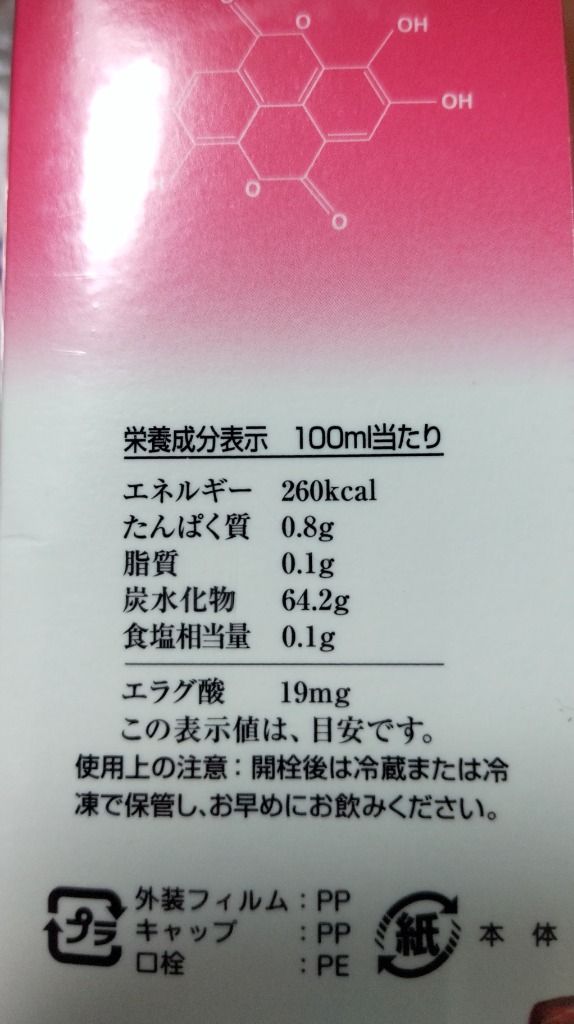 O
OH
OH
O
O
栄養成分表示 100ml当たり
エネルギー 260kcal
たんぱく質 0.8g
脂質 0.1g
炭水化物 64.2g
食塩相当量 0.1g
エラグ酸 19mg
この表示値は、目安です。
使用上の注意：開栓後は冷蔵または冷
凍で保管し、お早めにお飲みください。
プラ
外装フィルム：PP
キャップ：PP
口栓：PE
紙
本体